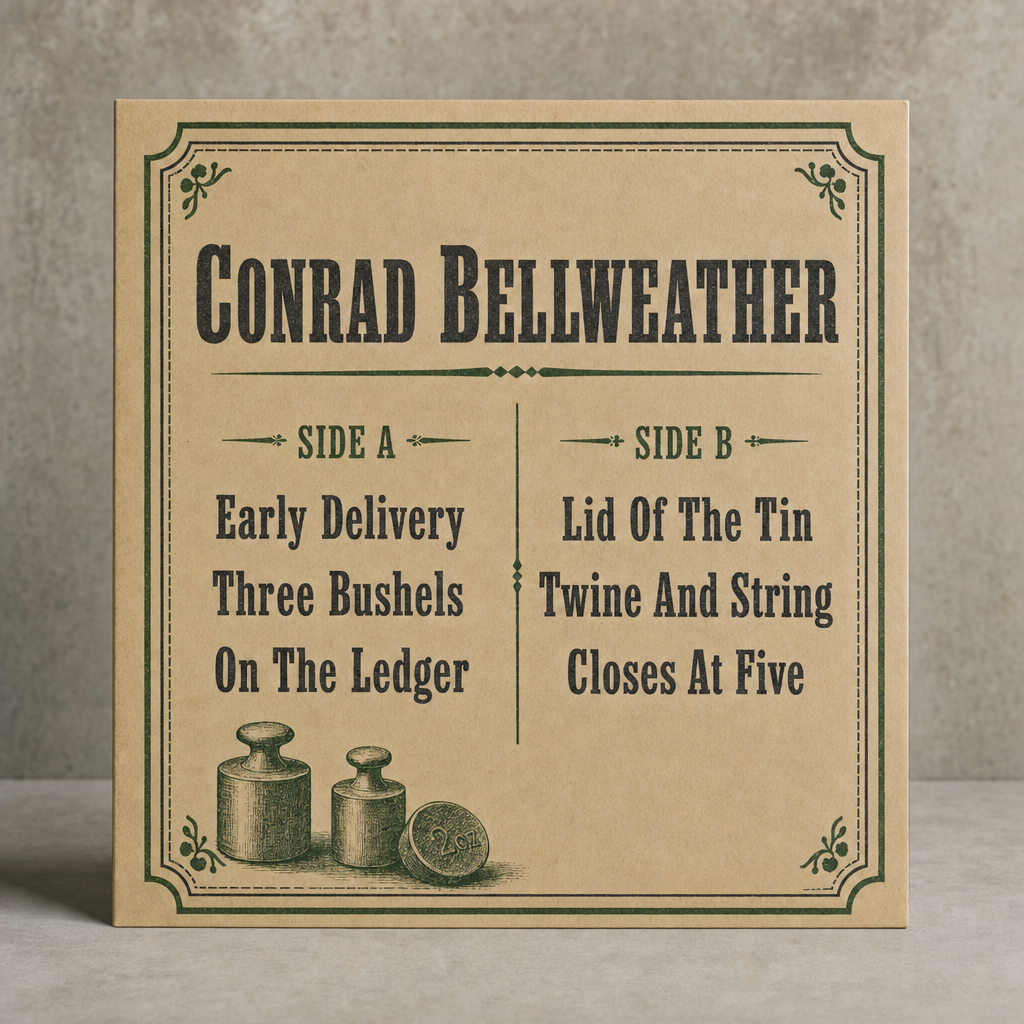 CONRAD BELLWEATHER
SIDE A
Early Delivery
Three Bushels
On The Ledger
SIDE B
Lid Of The Tin
Twine And String
Closes At Five
2oz